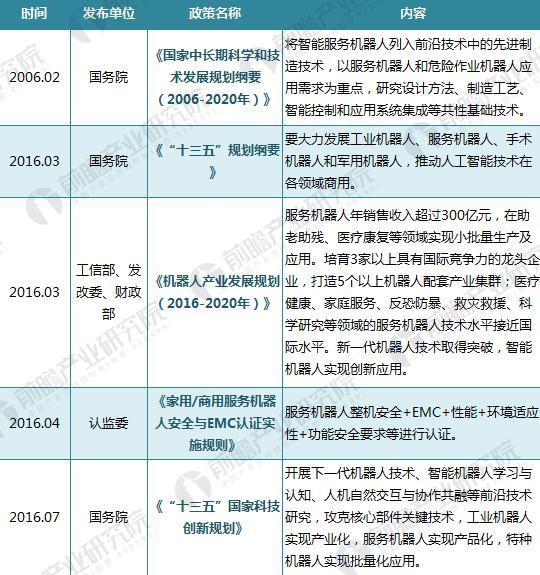 时间 发布单位 政策名称 内容
2006.02 国务院
《国家中长期科学和技
术发展规划纲要
（2006-2020年）》
将智能服务机器人列入前沿技术中的先进制
造技术，以服务机器人和危险作业机器人应
用需求为重点，研究设计方法、制造工艺、
智能控制和应用系统集成等共性基础技术。
2016.03 国务院
《“十三五”规划纲要
》
要大力发展工业机器人、服务机器人、手术
机器人和军用机器人，推动人工智能技术在
各领域商用。
2016.03
工信部、发
改委、财政
部
《机器人产业发展规划
（2016-2020年）》
服务机器人年销售收入超过300亿元，在助
老助残、医疗康复等领域实现小批量生产及
应用。培育3家以上具有国际竞争力的龙头企
业，打造5个以上机器人配套产业集群；医疗
健康、家庭服务、反恐防暴、救灾救援、科
学研究等领域的服务机器人技术水平接近国
际水平。新一代机器人技术取得突破，智能
机器人实现创新应用。
2016.04 认监委
《家用/商用服务机器
人安全与EMC认证实
施规则》
服务机器人整机安全+EMC+性能+环境适应
性+功能安全要求等进行认证。
2016.07 国务院
《“十三五”国家科技
创新规划》
开展下一代机器人技术、智能机器人学习与
认知、人机自然交互与协作共融等前沿技术
研究，攻克核心部件关键技术，工业机器人
实现产业化，服务机器人实现产品化，特种
机器人实现批量化应用。
前瞻产业研究院